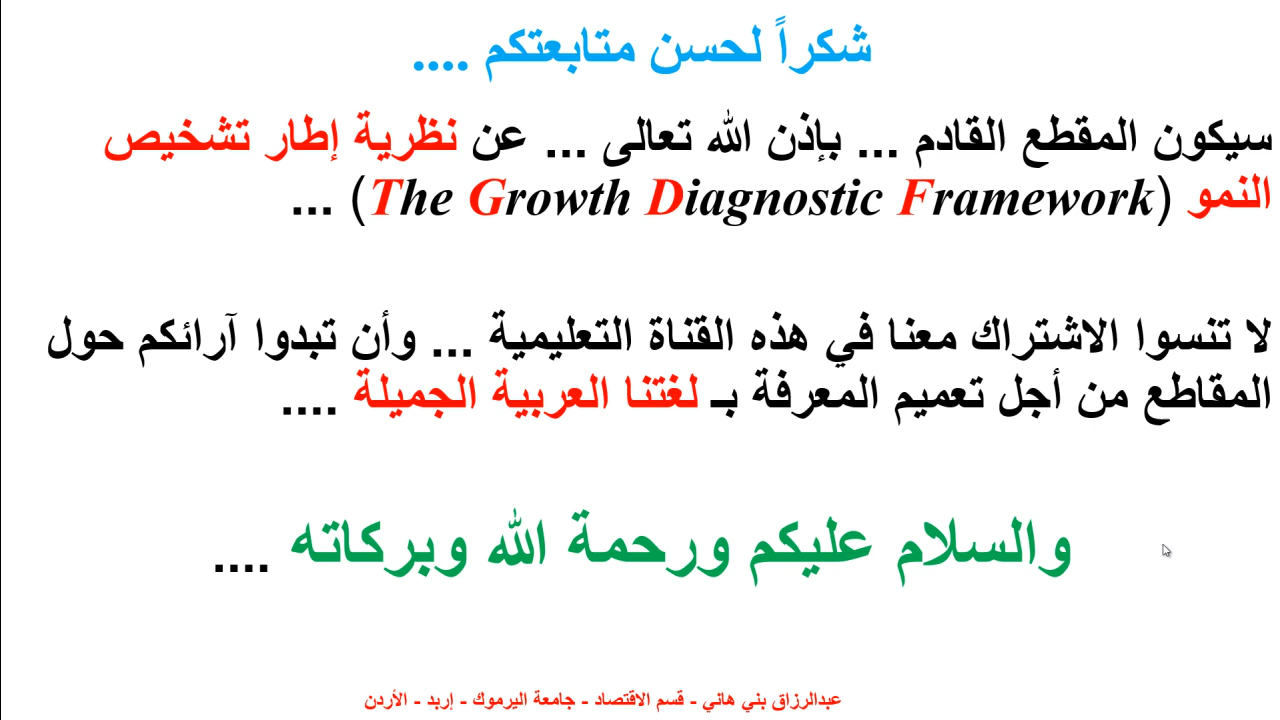 شكراً لحسن متابعتكم ....
سيكون المقطع القادم ... بإذن الله تعالى ... عن نظرية إطار تشخيص
النمو (The Growth Diagnostic Framework) ...
لا تنسوا الاشتراك معنا في هذه القناة التعليمية ... وأن تبدوا آرائكم حول
المقاطع من أجل تعميم المعرفة بـ لغتنا العربية الجميلة ....
والسلام عليكم ورحمة الله وبركاته ....
عبدالرزاق بني هاني - قسم الاقتصاد - جامعة اليرموك - إربد - الأردن